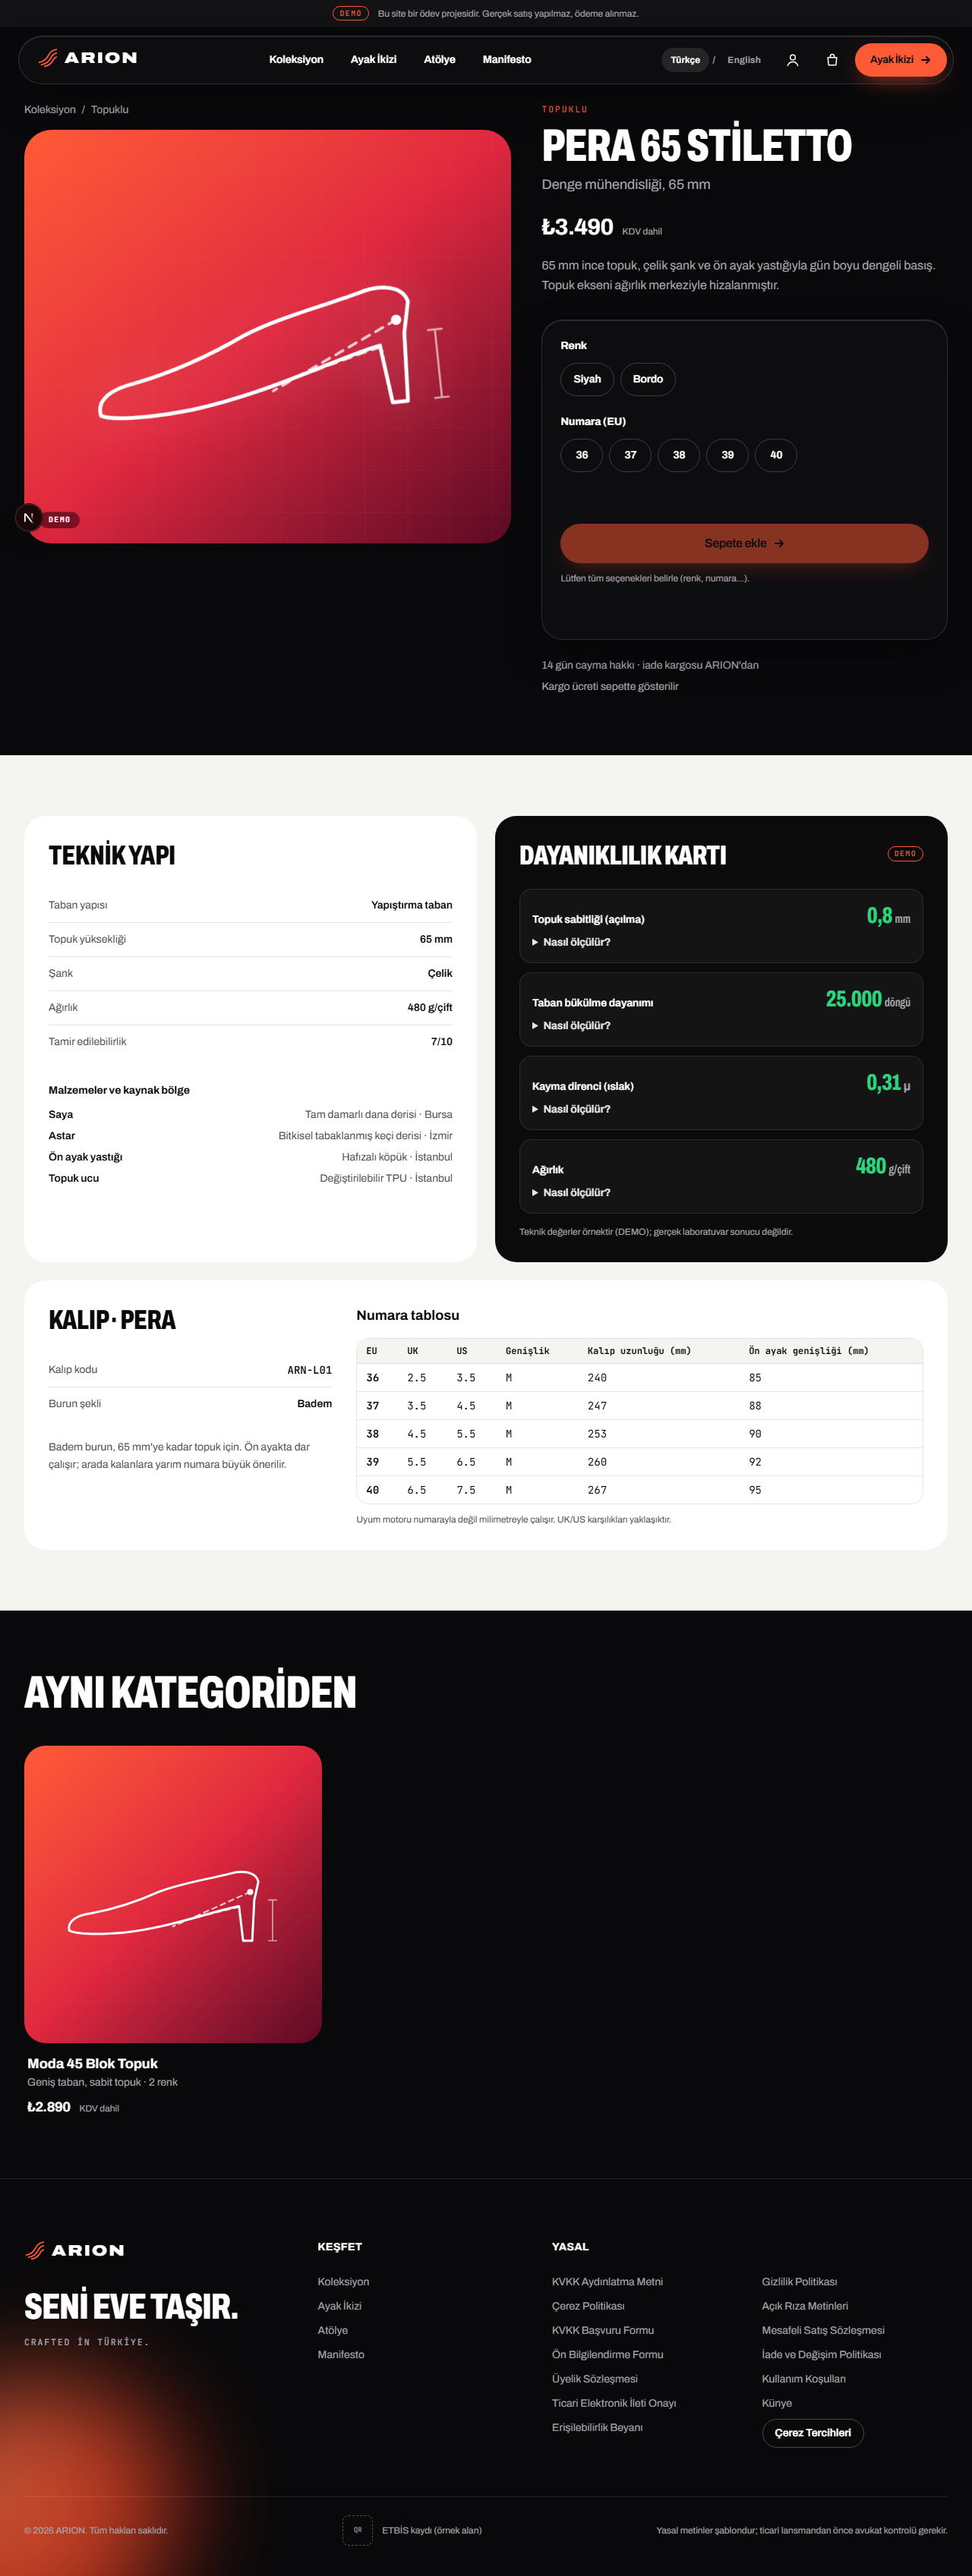 DEMO Bu site bir ödev projesidir. Gerçek satış yapılmaz, ödeme alınmaz.
ARION Koleksiyon Ayak İkizi Atölye Manifesto Türkçe / English Ayak İkizi →
Koleksiyon / Topuklu
DEMO
TOPUKLU
PERA 65 STİLETTO
Denge mühendisliği, 65 mm
₺3.490 KDV dahil
65 mm ince topuk, çelik şank ve ön ayak yastığıyla gün boyu dengeli basış.
Topuk ekseni ağırlık merkeziyle hizalanmıştır.
Renk
Siyah Bordo
Numara (EU)
36 37 38 39 40
Sepete ekle →
Lütfen tüm seçenekleri belirle (renk, numara…).
14 gün cayma hakkı · iade kargosu ARION'dan
Kargo ücreti sepette gösterilir
TEKNİK YAPI
Taban yapısı Yapıştırma taban
Topuk yüksekliği 65 mm
Şank Çelik
Ağırlık 480 g/çift
Tamir edilebilirlik 7/10
Malzemeler ve kaynak bölge
Saya Tam damarlı dana derisi · Bursa
Astar Bitkisel tabaklanmış keçi derisi · İzmir
Ön ayak yastığı Hafızalı köpük · İstanbul
Topuk ucu Değiştirilebilir TPU · İstanbul
DAYANIKLILIK KARTI DEMO
Topuk sabitliği (açılma) 0,8 mm
▶ Nasıl ölçülür?
Taban bükülme dayanımı 25.000 döngü
▶ Nasıl ölçülür?
Kayma direnci (ıslak) 0,31 μ
▶ Nasıl ölçülür?
Ağırlık 480 g/çift
▶ Nasıl ölçülür?
Teknik değerler örnektir (DEMO); gerçek laboratuvar sonucu değildir.
KALIP · PERA
Kalıp kodu ARN-L01
Burun şekli Badem
Badem burun, 65 mm'ye kadar topuk için. Ön ayakta dar
çalışır; arada kalanlara yarım numara büyük önerilir.
Numara tablosu
EU UK US Genişlik Kalıp uzunluğu (mm) Ön ayak genişliği (mm)
36 2.5 3.5 M 240 85
37 3.5 4.5 M 247 88
38 4.5 5.5 M 253 90
39 5.5 6.5 M 260 92
40 6.5 7.5 M 267 95
Uyum motoru numarayla değil milimetreyle çalışır. UK/US karşılıkları yaklaşıktır.
AYNI KATEGORİDEN
Moda 45 Blok Topuk
Geniş taban, sabit topuk · 2 renk
₺2.890 KDV dahil
ARION
SENİ EVE TAŞIR.
CRAFTED İN TÜRKİYE.
KEŞFET
Koleksiyon
Ayak İkizi
Atölye
Manifesto
YASAL
KVKK Aydınlatma Metni
Çerez Politikası
KVKK Başvuru Formu
Ön Bilgilendirme Formu
Üyelik Sözleşmesi
Ticari Elektronik İleti Onayı
Erişilebilirlik Beyanı
Gizlilik Politikası
Açık Rıza Metinleri
Mesafeli Satış Sözleşmesi
İade ve Değişim Politikası
Kullanım Koşulları
Künye
Çerez Tercihleri
© 2026 ARION. Tüm hakları saklıdır. QR ETBİS kaydı (örnek alan) Yasal metinler şablondur; ticari lansmandan önce avukat kontrolü gerekir.